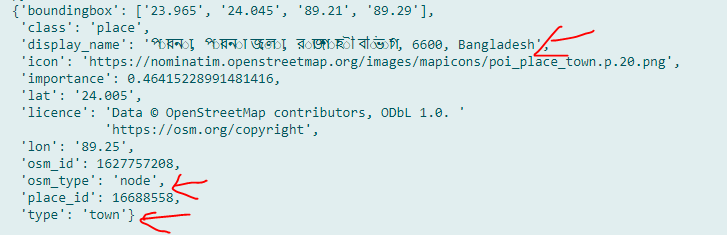 {'boundingbox': ['23.965', '24.045', '89.21', '89.29'],
'class': 'place',
'display_name': 'পাবনা, পাবনা জেলা, রাজশাহী বিভাগ, 6600, Bangladesh',
'icon': 'https://nominatim.openstreetmap.org/images/mapicons/poi_place_town.p.20.png',
'importance': 0.46415228991481416,
'lat': '24.005',
'licence': 'Data © OpenStreetMap contributors, ODbL 1.0. '
'https://osm.org/copyright',
'lon': '89.25',
'osm_id': 1627757208,
'osm_type': 'node',
'place_id': 16688558,
'type': 'town'}